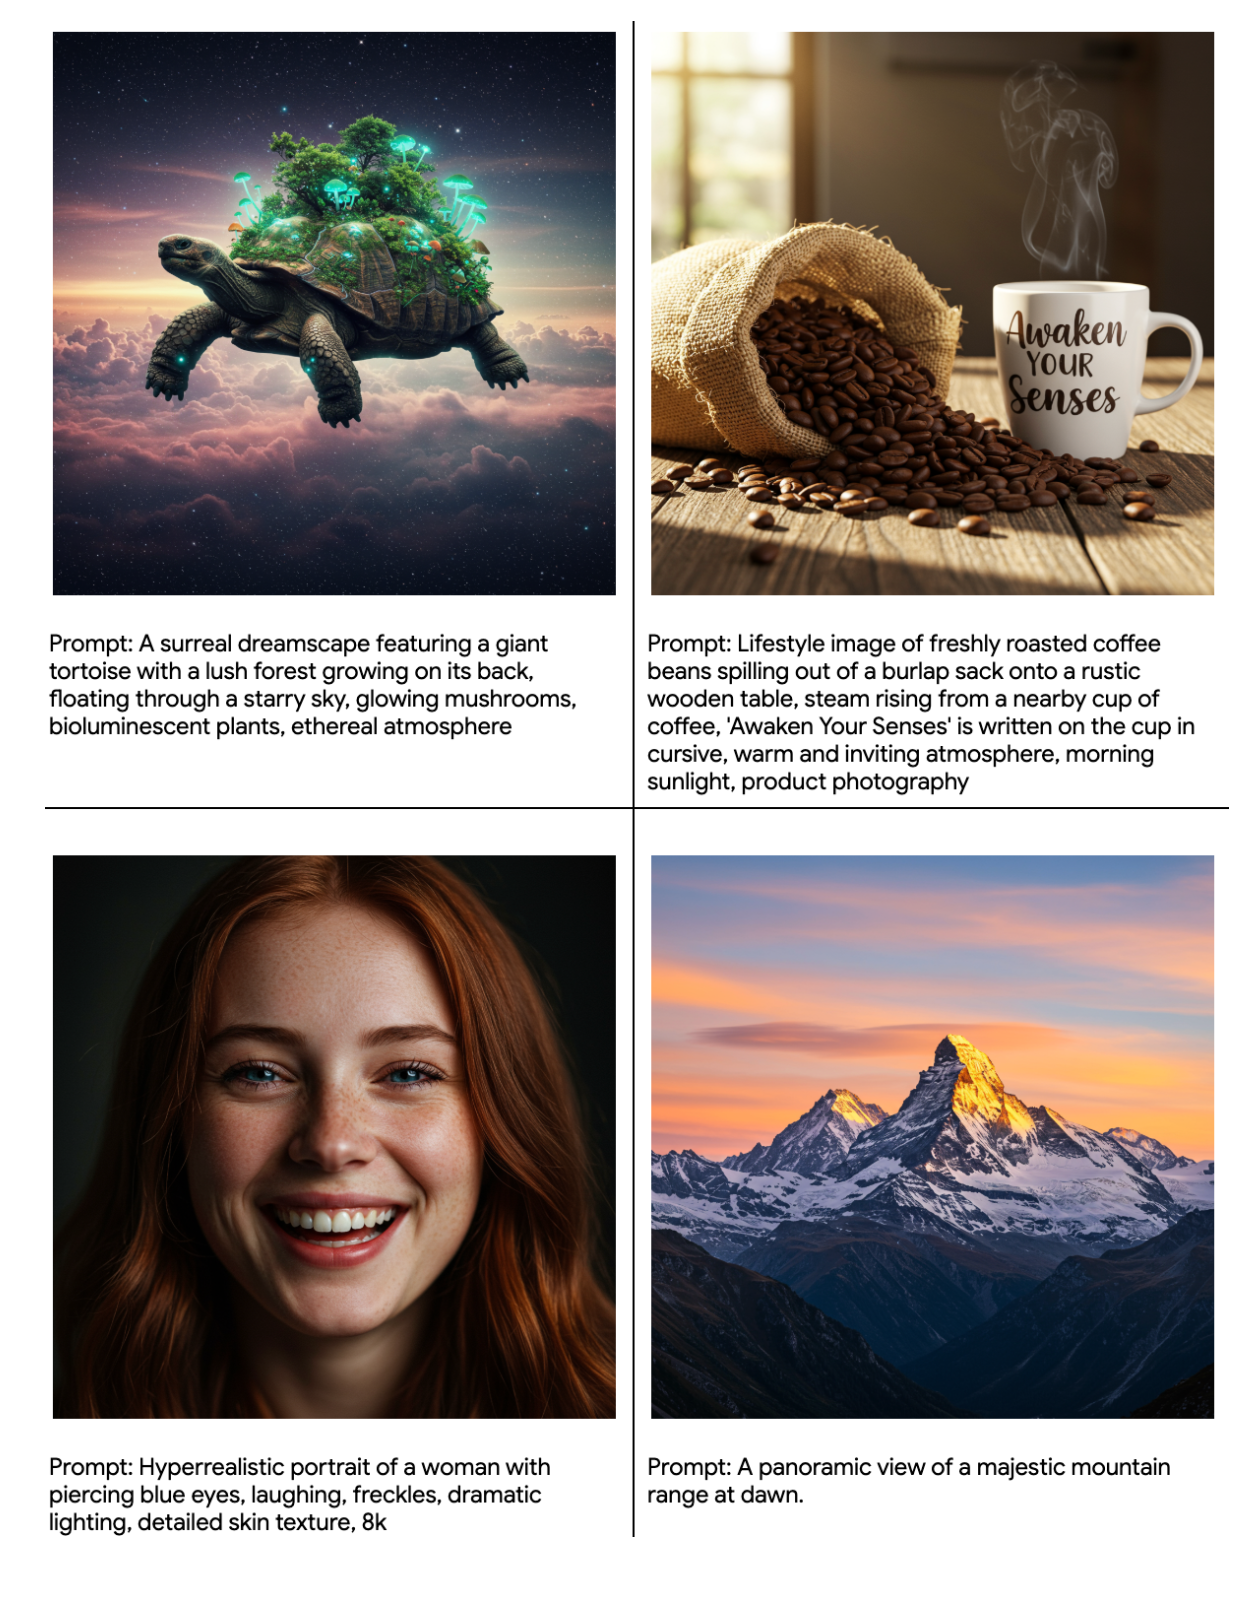 Awaken
YOUR
Senses
Prompt: A surreal dreamscape featuring a giant
tortoise with a lush forest growing on its back,
floating through a starry sky, glowing mushrooms,
bioluminescent plants, ethereal atmosphere
Prompt: Lifestyle image of freshly roasted coffee
beans spilling out of a burlap sack onto a rustic
wooden table, steam rising from a nearby cup of
coffee, 'Awaken Your Senses' is written on the cup in
cursive, warm and inviting atmosphere, morning
sunlight, product photography
Prompt: Hyperrealistic portrait of a woman with
piercing blue eyes, laughing, freckles, dramatic
lighting, detailed skin texture, 8k
Prompt: A panoramic view of a majestic mountain
range at dawn.